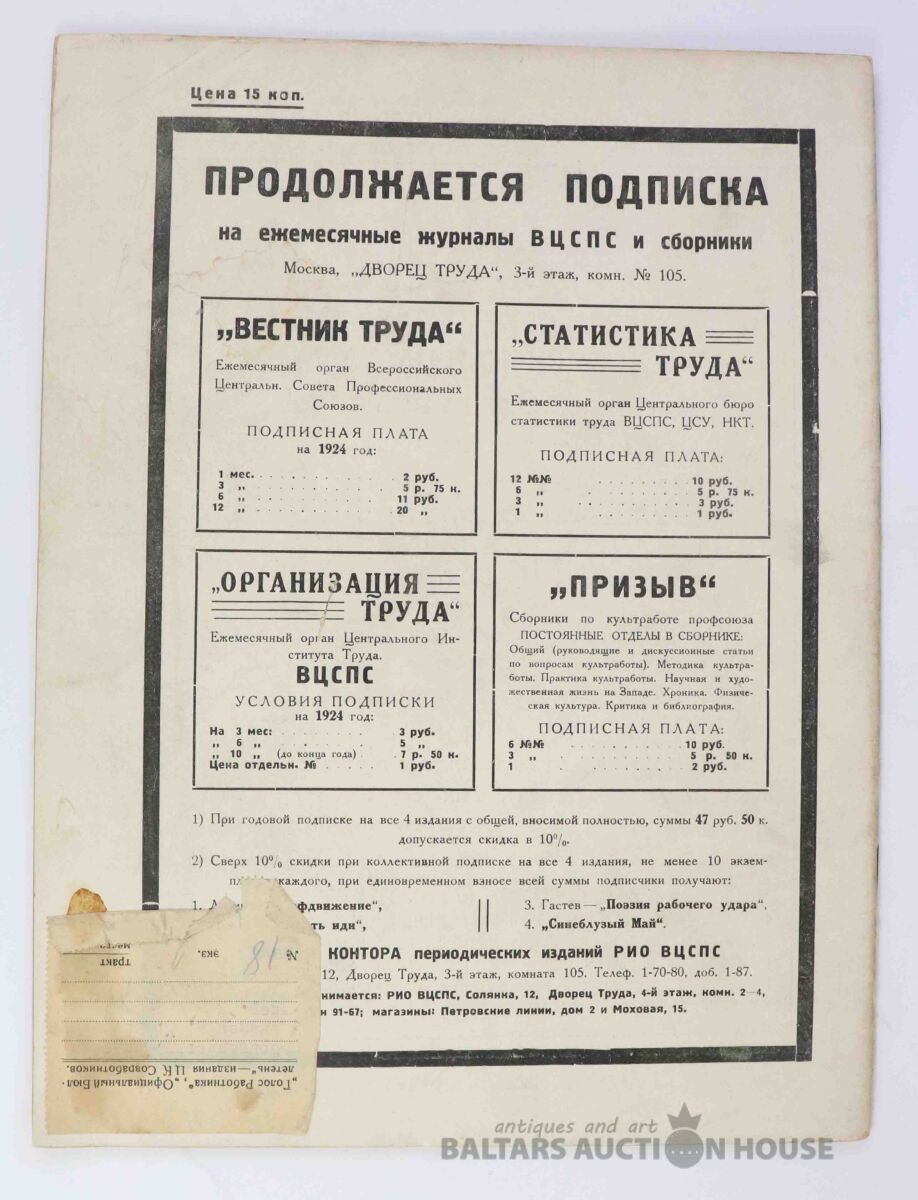 Цена 15 коп.
ПРОДОЛЖАЕТСЯ ПОДПИСКА
на ежемесячные журналы ВЦСПС и сборники
Москва, „ДВОРЕЦ ТРУДА“, 3-й этаж, комн. № 105.
„ВЕСТНИК ТРУДА“
Ежемесячный орган Всероссийского
Центральн. Совета Профессиональных
Союзов.
ПОДПИСНАЯ ПЛАТА
на 1924 год:
1 мес. . . . . . . . . . . 2 руб.
3 „ . . . . . . . . . . . 5 р. 75 к.
6 „ . . . . . . . . . . . 11 руб.
12 „ . . . . . . . . . . . 20 „
„СТАТИСТИКА
ТРУДА“
Ежемесячный орган Центрального бюро
статистики труда ВЦСПС, ЦСУ, НКТ.
ПОДПИСНАЯ ПЛАТА:
12 №№ . . . . . . . . . 10 руб.
6 „ . . . . . . . . . 5 р. 75 к.
3 „ . . . . . . . . . 3 руб.
1 „ . . . . . . . . . 1 руб.
„ОРГАНИЗАЦИЯ
ТРУДА“
Ежемесячный орган Центрального Ин-
ститута Труда.
ВЦСПС
УСЛОВИЯ ПОДПИСКИ
на 1924 год:
На 3 мес: . . . . . . . . 3 руб.
„ 6 „ . . . . . . . . 5 „
„ 10 „ (до конца года) . . 7 р. 50 к.
Цена отдельн. № . . . . . 1 руб.
„ПРИЗЫВ“
Сборники по культработе профсоюза
ПОСТОЯННЫЕ ОТДЕЛЫ В СБОРНИКЕ:
Общий (руководящие и дискуссионные статьи
по вопросам культработы). Методика культра-
боты. Практика культработы. Научная и худо-
жественная жизнь на Западе. Хроника. Физиче-
ская культура. Критика и библиография.
ПОДПИСНАЯ ПЛАТА:
6 №№ . . . . . . . . . 10 руб.
3 „ . . . . . . . . . 5 р. 50 к.
1 . . . . . . . . . 2 руб.
1) При годовой подписке на все 4 издания с общей, вносимой полностью, суммы 47 руб. 50 к.
допускается скидка в 10%.
2) Сверх 10% скидки при коллективной подписке на все 4 издания, не менее 10 экзем-
каждого, при единовременном взносе всей суммы подписчики получают:
1. фдвижение“,
ть иди“,
3. Гастев — „Поэзия рабочего удара“.
4. „Синеблузый Май“.
КОНТОРА периодических изданий РИО ВЦСПС
12, Дворец Труда, 3-й этаж, комната 105. Телеф. 1-70-80, доб. 1-87.
нимается: РИО ВЦСПС, Солянка, 12, Дворец Труда, 4-й этаж, комн. 2—4,
н 91-67; магазины: Петровские линии, дом 2 и Моховая, 15.
„Голос Работника“, „Официальный Бюл-
летень“—издания Ц.К. Совработников.
тракт
место
№ 81 экз.
antiques and art
BALTARS AUCTION HOUSE